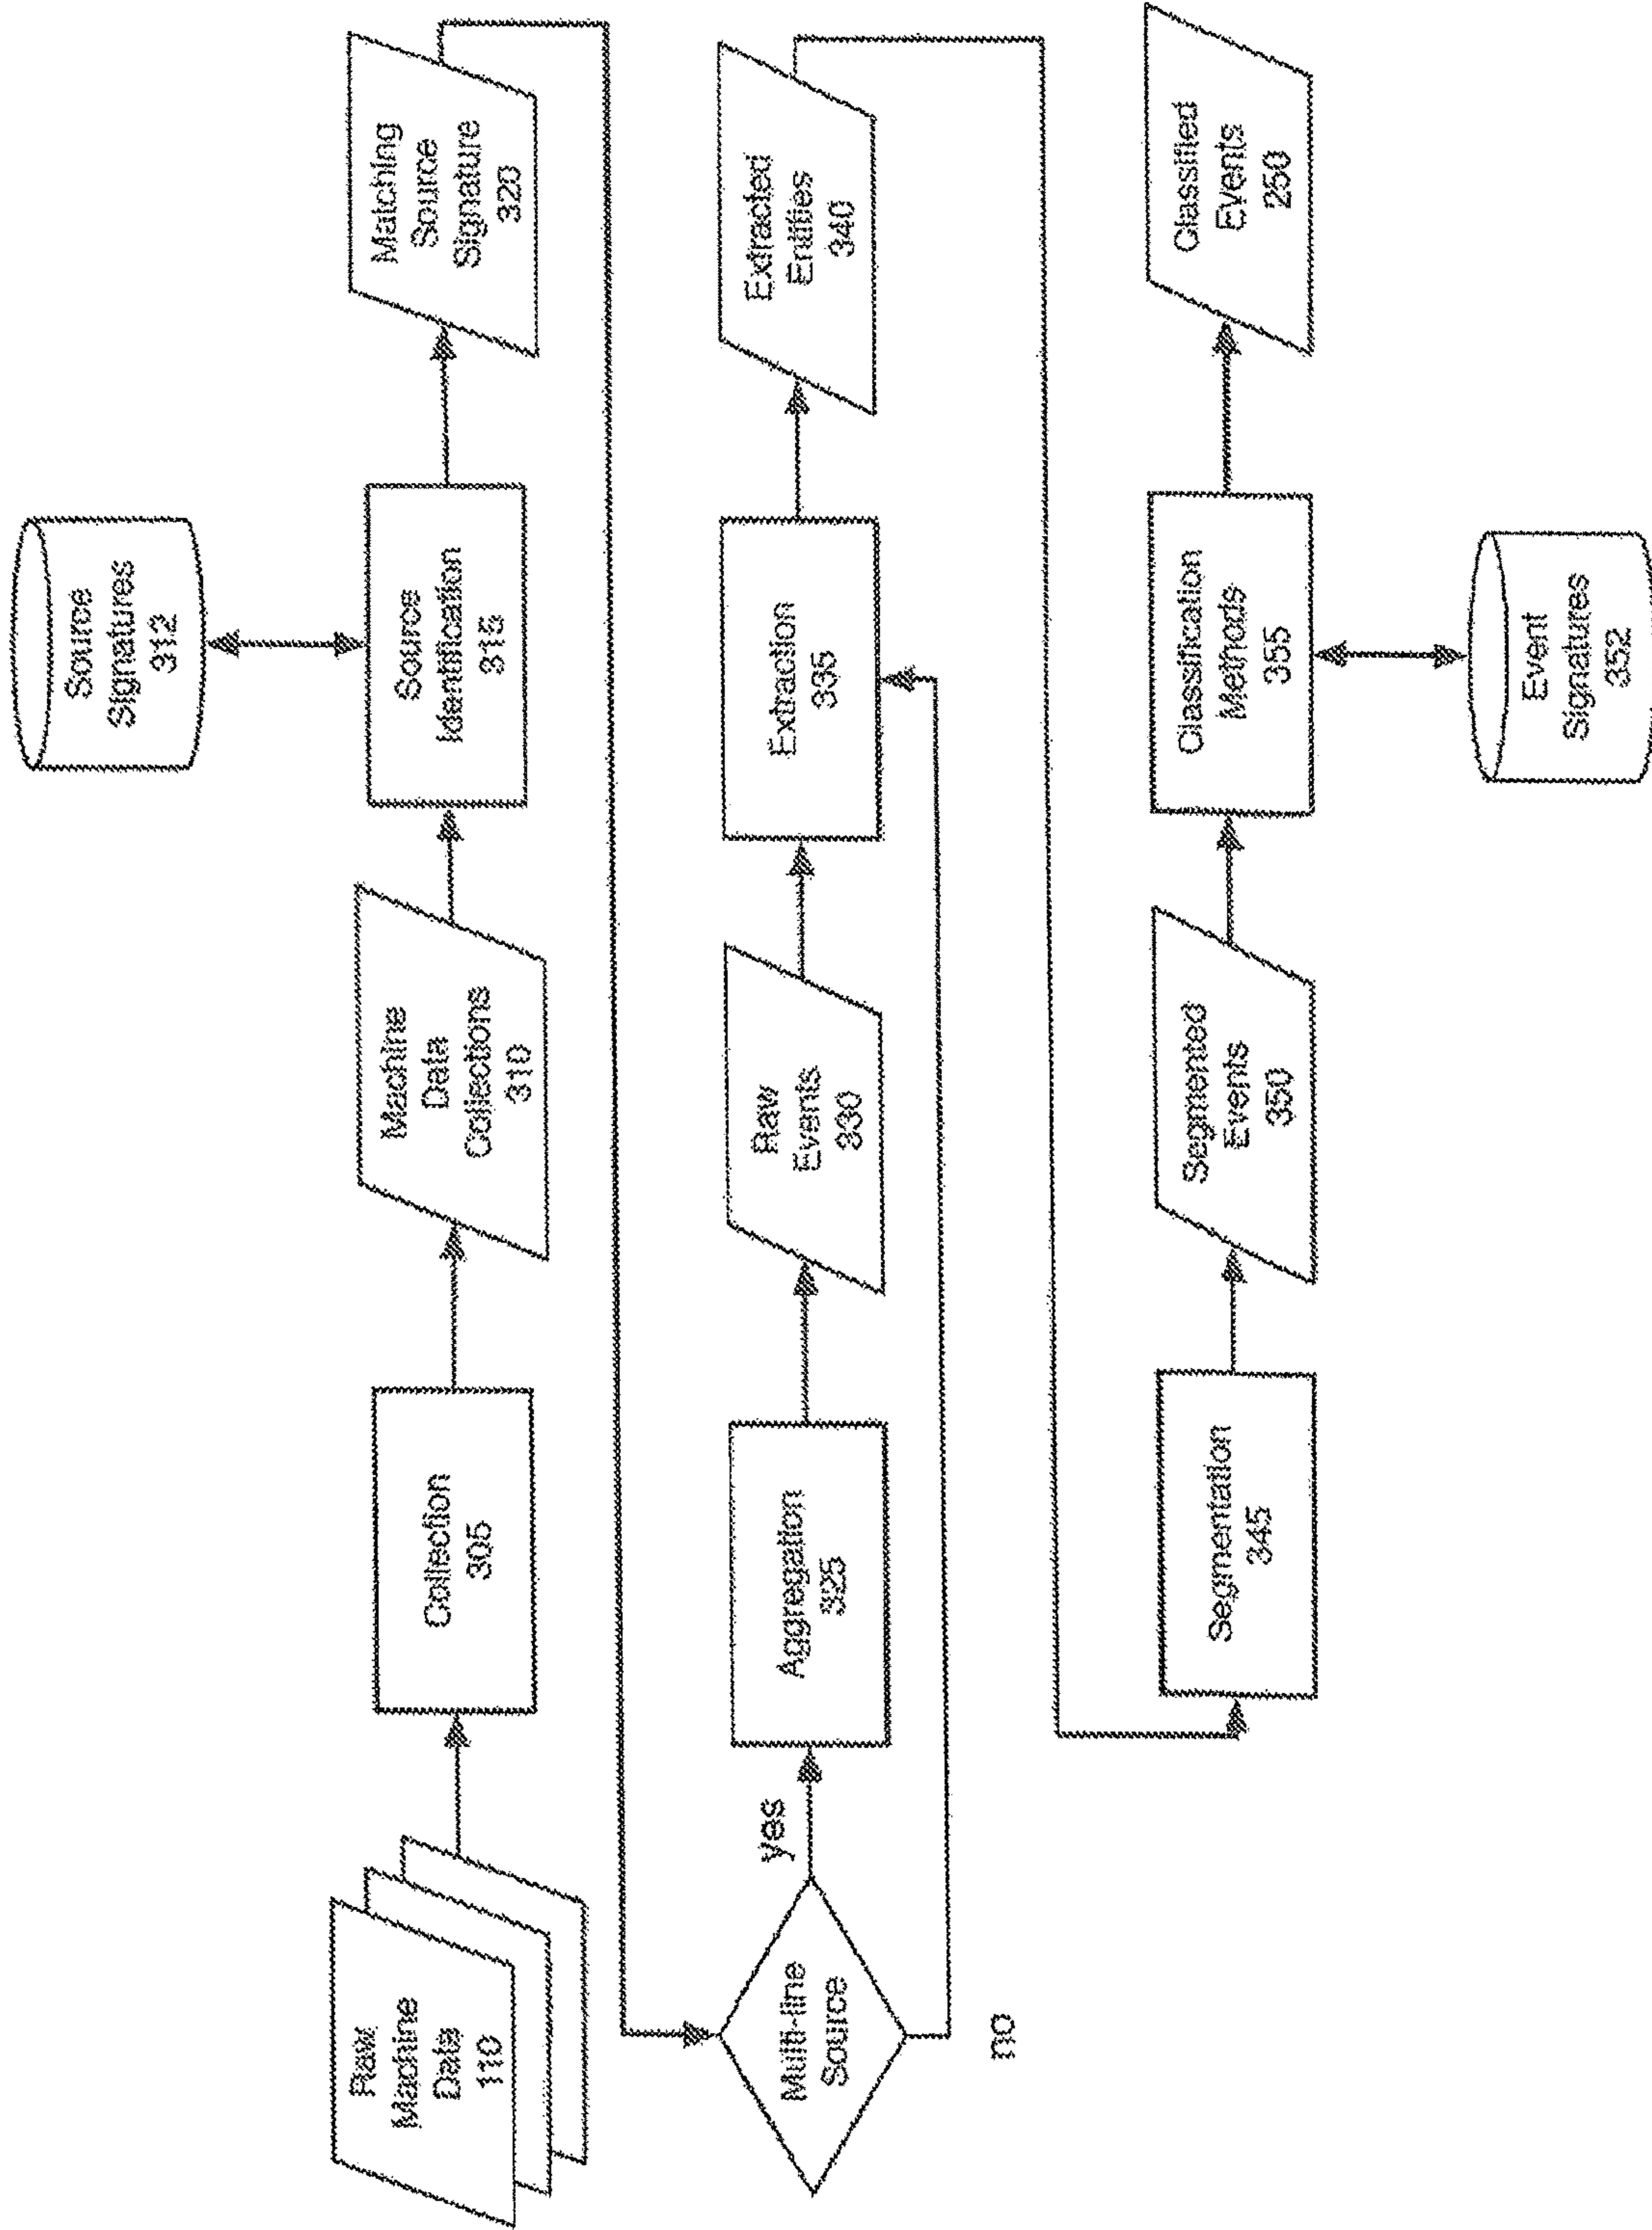 Source
Signatures
312
Raw
Machine
Data
110
Collection
305
Machine
Data
Collections
310
Source
Identification
315
Matching
Source
Signature
320
Multi-line
Source
yes
no
Aggregation
325
Raw
Events
330
Extraction
335
Extracted
Entities
340
Segmentation
345
Segmented
Events
350
Classification
Methods
355
Classified
Events
250
Event
Signatures
352